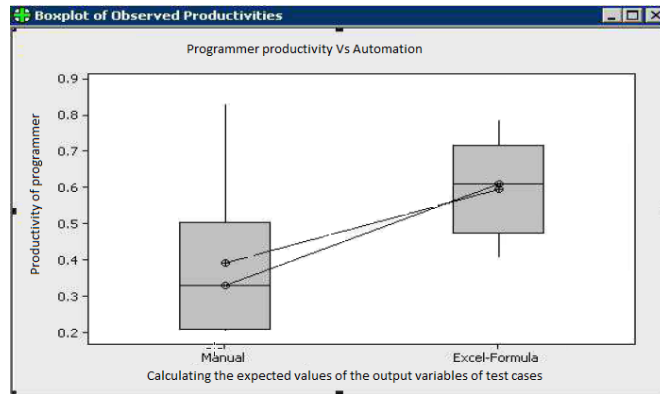 Boxplot of Observed Productivities
Programmer productivity Vs Automation
Productivity of programmer
0.9
0.8
0.7
0.6
0.5
0.4
0.3
0.2
Manual
Excel-Formula
Calculating the expected values of the output variables of test cases